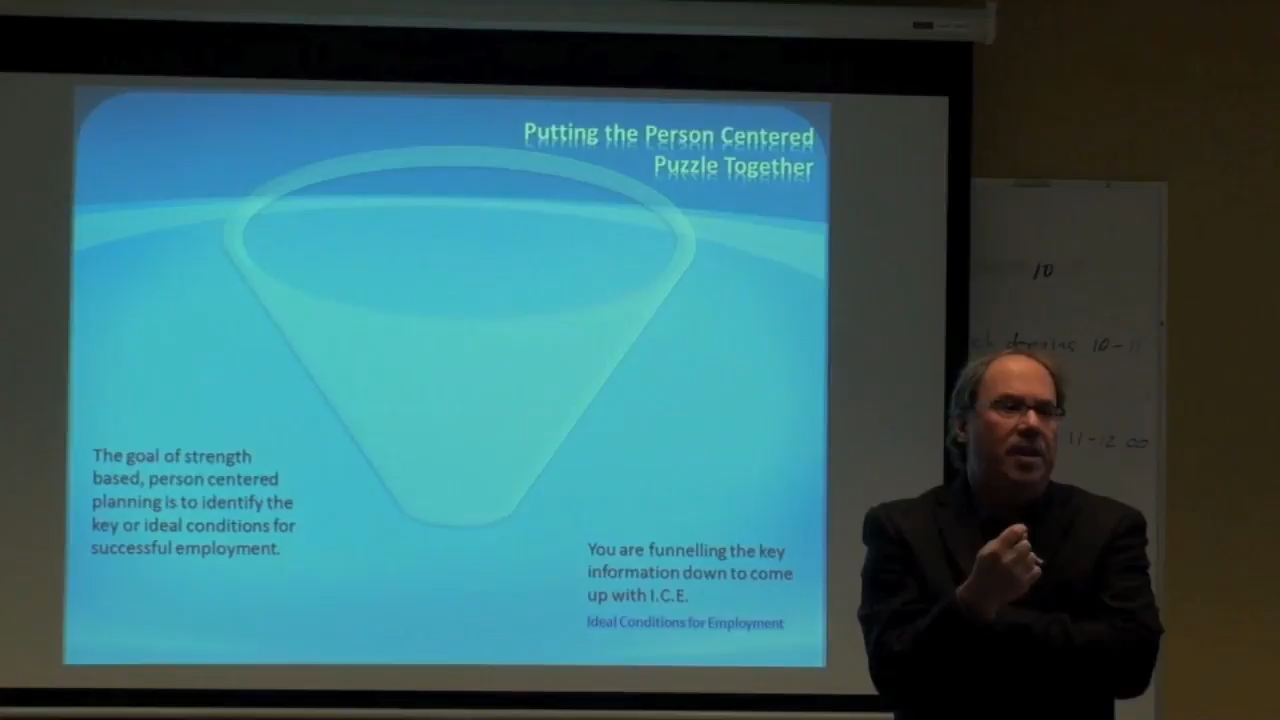 Putting the Person Centered
Puzzle Together
The goal of strength
based, person centered
planning is to identify the
key or ideal conditions for
successful employment.
You are funnelling the key
information down to come
up with I.C.E.
Ideal Conditions for Employment
10
10-11
11-12 00